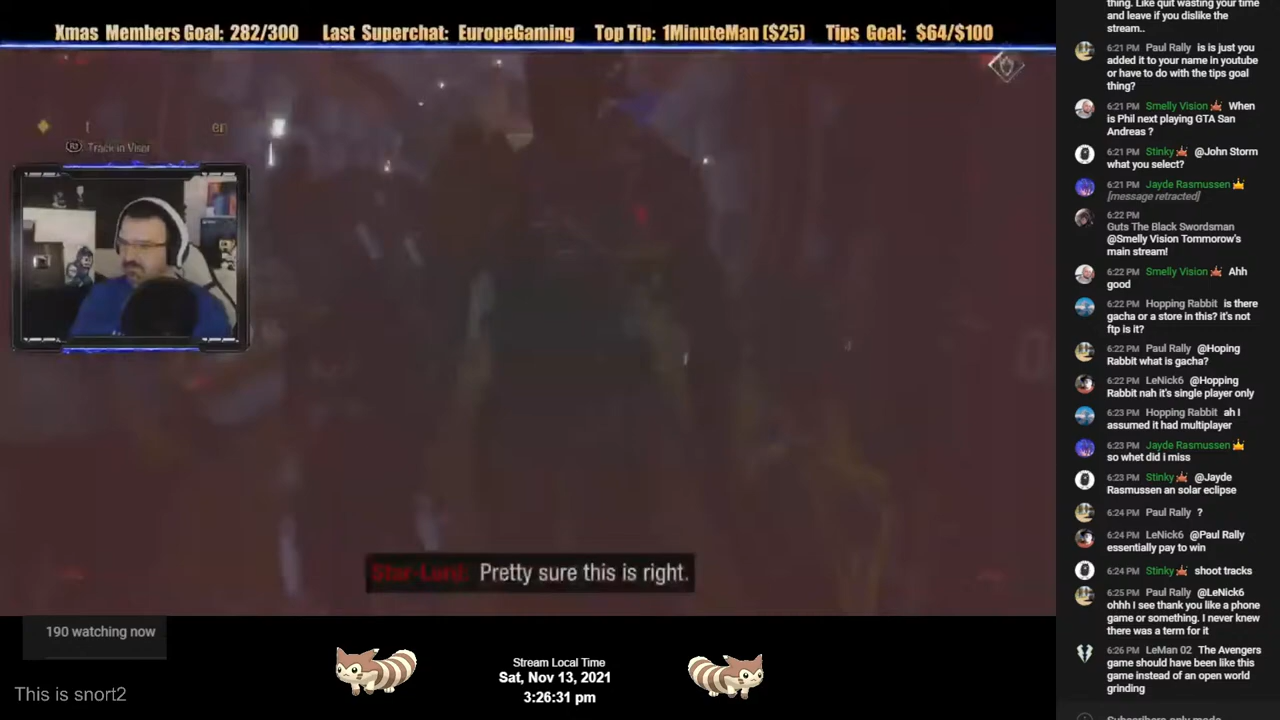 Xmas Members Goal: 282/300 Last Superchat: EuropeGaming Top Tip: 1MinuteMan ($25) Tips Goal: $64/$100
R3 Track in Visor
Star-Lord: Pretty sure this is right.
190 watching now
This is snort2
Stream Local Time
Sat, Nov 13, 2021
3:26:31 pm
thing. Like quit wasting your time
and leave if you dislike the
stream..
6:21 PM Paul Rally is is just you
added it to your name in youtube
or have to do with the tips goal
thing?
6:21 PM Smelly Vision When
is Phil next playing GTA San
Andreas ?
6:21 PM Stinky @John Storm
what you select?
6:21 PM Jayde Rasmussen
[message retracted]
6:22 PM
Guts The Black Swordsman
@Smelly Vision Tommorow's
main stream!
6:22 PM Smelly Vision Ahh
good
6:22 PM Hopping Rabbit is there
gacha or a store in this? it's not
ftp is it?
6:22 PM Paul Rally @Hoping
Rabbit what is gacha?
6:22 PM LeNick6 @Hopping
Rabbit nah it's single player only
6:23 PM Hopping Rabbit ah I
assumed it had multiplayer
6:23 PM Jayde Rasmussen
so whet did i miss
6:23 PM Stinky @Jayde
Rasmussen an solar eclipse
6:24 PM Paul Rally ?
6:24 PM LeNick6 @Paul Rally
essentially pay to win
6:24 PM Stinky shoot tracks
6:25 PM Paul Rally @LeNick6
ohhh I see thank you like a phone
game or something. I never knew
there was a term for it
6:26 PM LeMan 02 The Avengers
game should have been like this
game instead of an open world
grinding
Subscribers-only mode